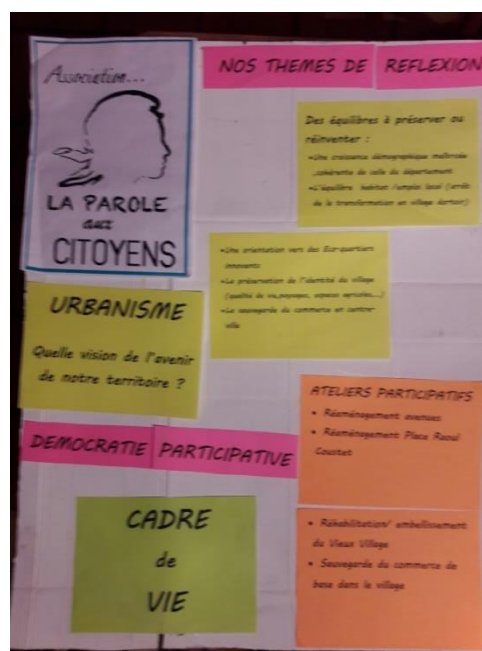 Association...
LA PAROLE
aux
CITOYENS
NOS THEMES DE REFLEXION
Des équilibres à préserver ou
réinventer :
•Une croissance démographique maîtrisée
,cohérente de celle du département
•L'équilibre habitat /emploi local (arrêt
de la transformation en village dortoir)
•Une orientation vers des Eco-quartiers
innovants
•La préservation de l'identité du village
(qualité de vie,paysages, espaces agricoles,...)
•La sauvegarde du commerce en centre-
ville
URBANISME
Quelle vision de l'avenir
de notre territoire ?
DEMOCRATIE PARTICIPATIVE
ATELIERS PARTICIPATIFS
• Réaménagement avenues
• Réaménagement Place Raoul
Coustet
• Réhabilitation/ embellissement
du Vieux Village
• Sauvegarde du commerce de
base dans le village
CADRE
de
VIE